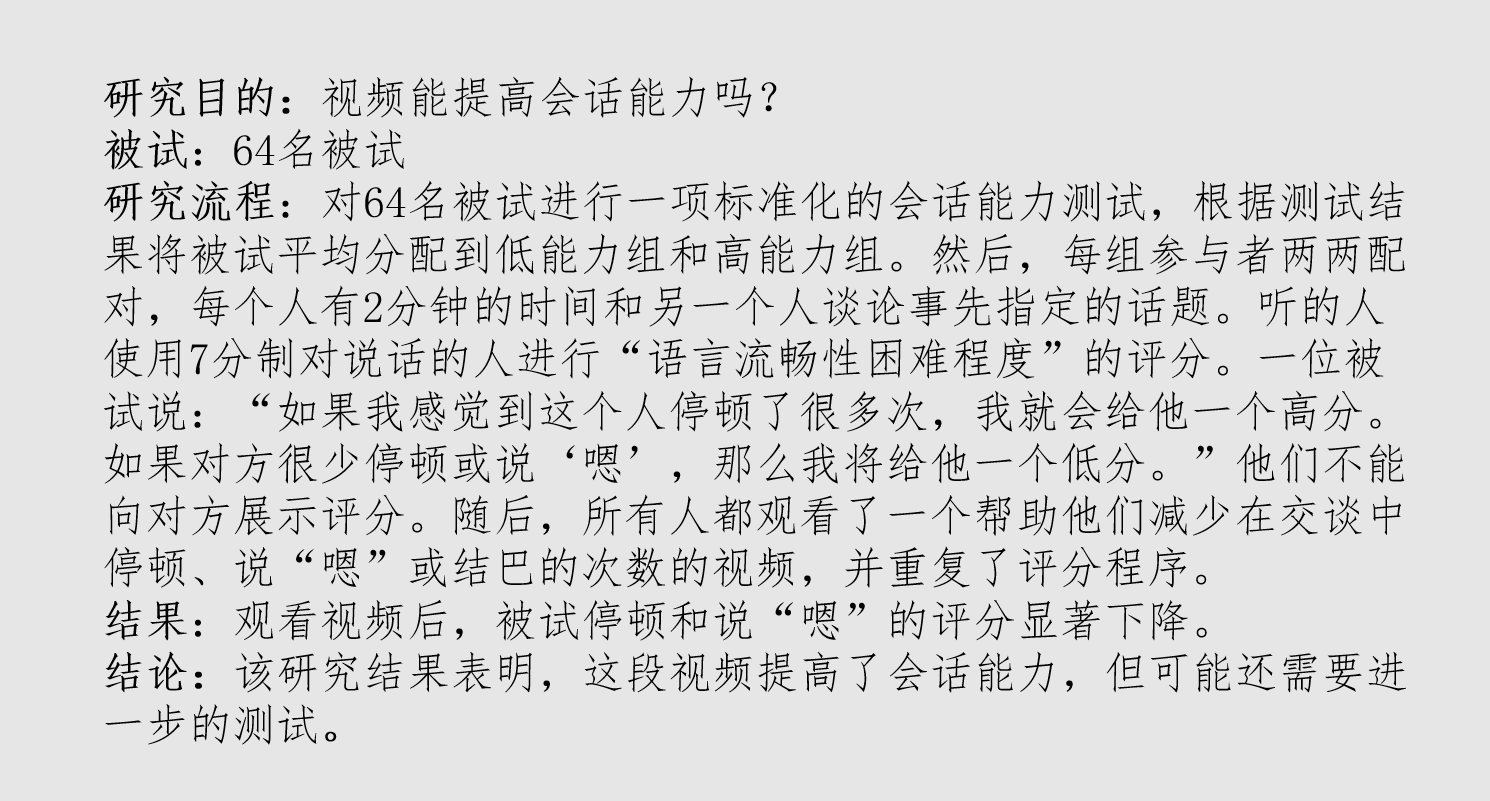 研究目的：视频能提高会话能力吗？
被试：64名被试
研究流程：对64名被试进行一项标准化的会话能力测试，根据测试结
果将被试平均分配到低能力组和高能力组。然后，每组参与者两两配
对，每个人有2分钟的时间和另一个人谈论事先指定的话题。听的人
使用7分制对说话的人进行“语言流畅性困难程度”的评分。一位被
试说：“如果我感觉到这个人停顿了很多次，我就会给他一个高分。
如果对方很少停顿或说‘嗯’，那么我将给他一个低分。”他们不能
向对方展示评分。随后，所有人都观看了一个帮助他们减少在交谈中
停顿、说“嗯”或结巴的次数的视频，并重复了评分程序。
结果：观看视频后，被试停顿和说“嗯”的评分显著下降。
结论：该研究结果表明，这段视频提高了会话能力，但可能还需要进
一步的测试。